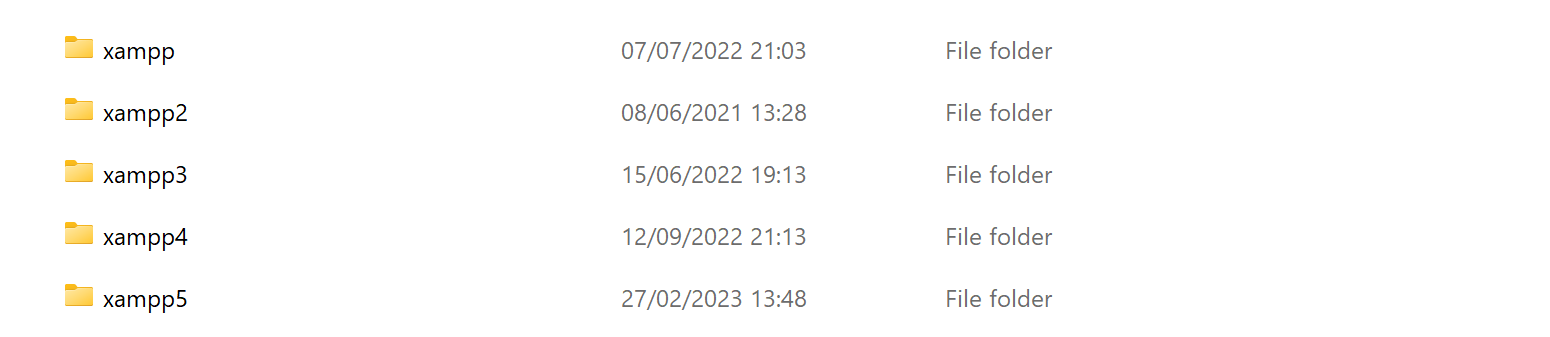 xampp 07/07/2022 21:03 File folder
xampp2 08/06/2021 13:28 File folder
xampp3 15/06/2022 19:13 File folder
xampp4 12/09/2022 21:13 File folder
xampp5 27/02/2023 13:48 File folder